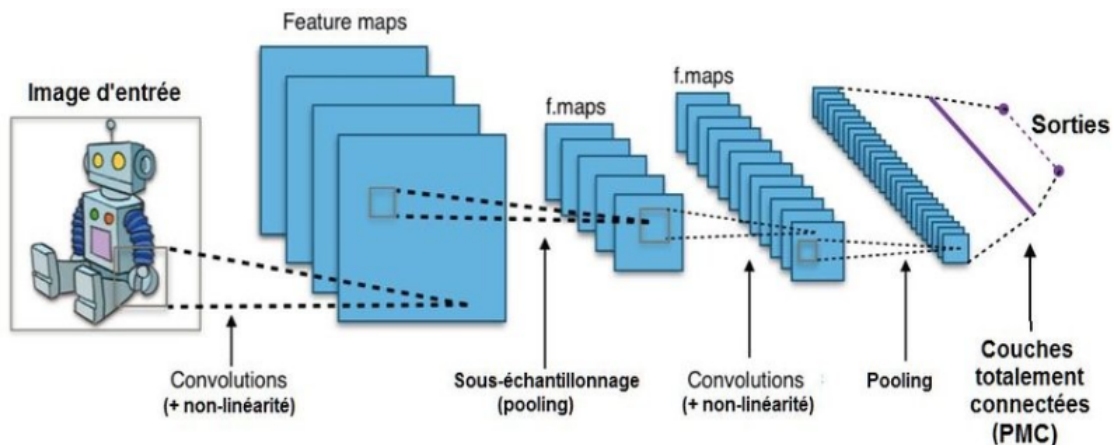 Feature maps
Image d'entrée
f.maps
f.maps
Sorties
Convolutions
(+ non-linéarité)
Sous-échantillonnage
(pooling)
Convolutions
(+ non-linéarité)
Pooling
Couches
totalement
connectées
(PMC)